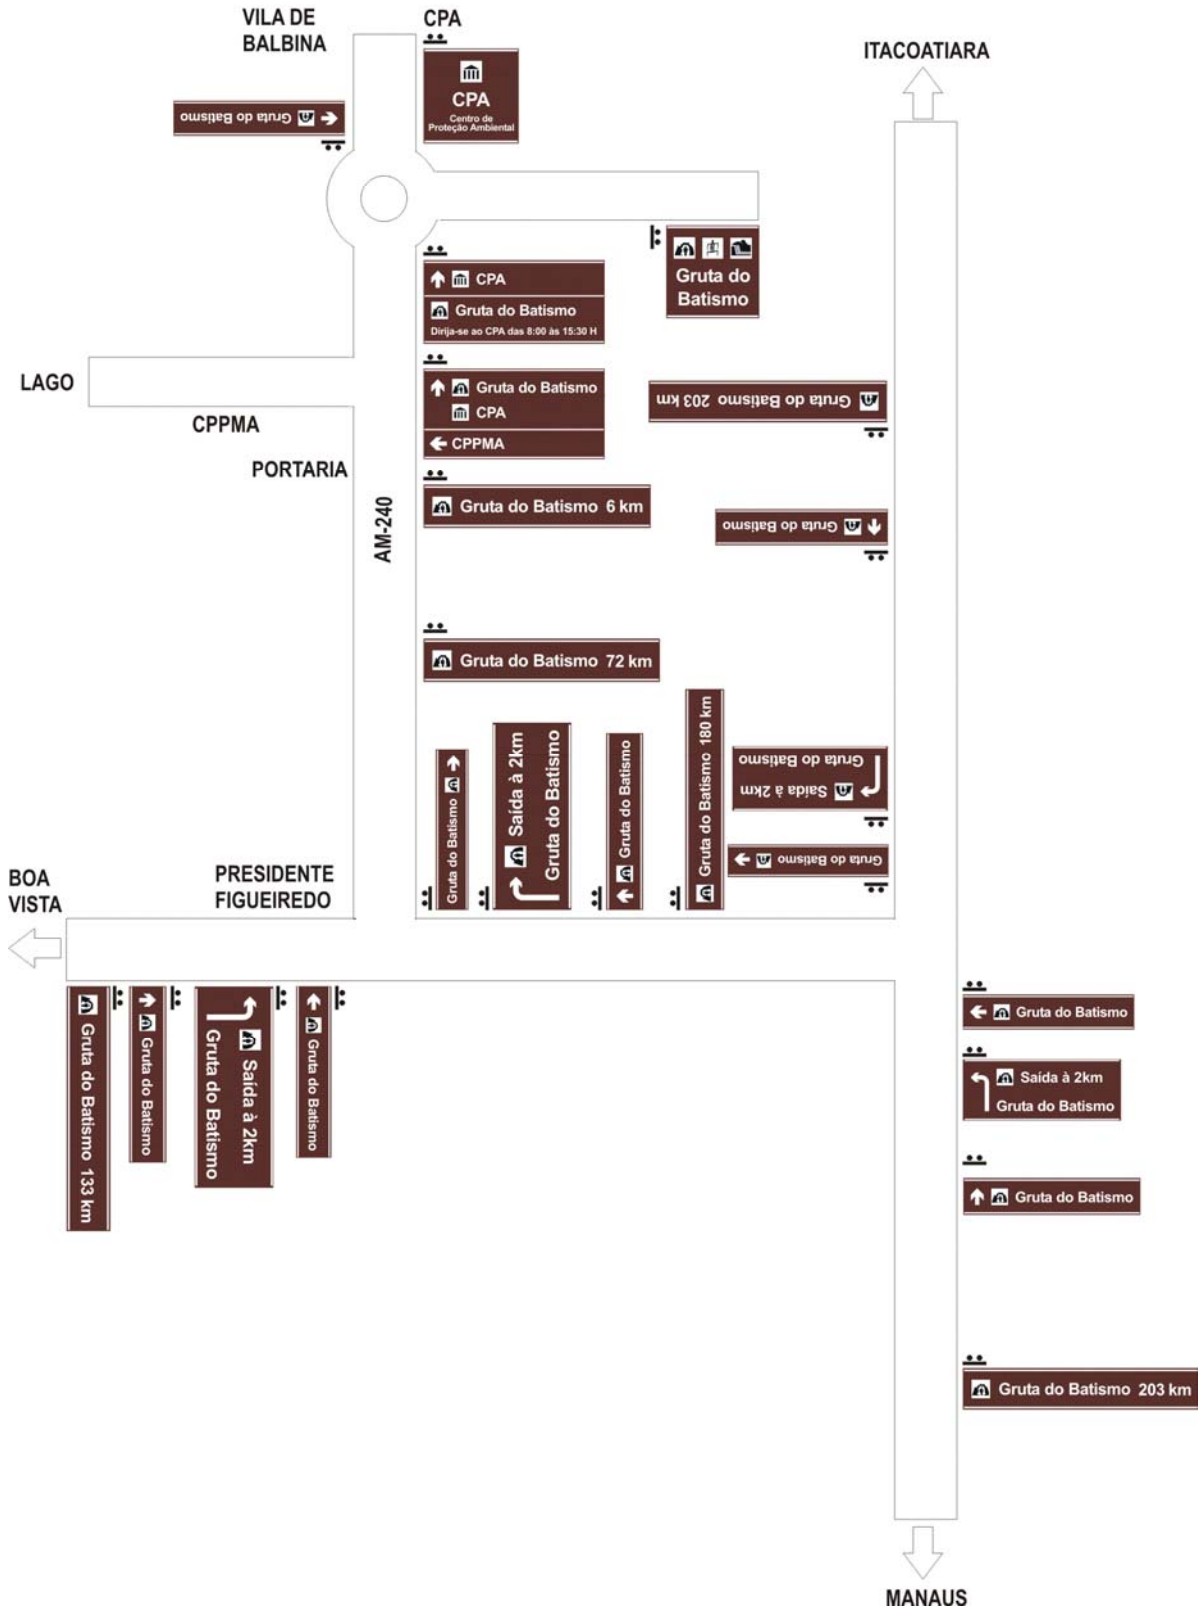 VILA DE
BALBINA
CPA
ITACOATIARA
CPA
Centro de
Proteção Ambiental
Gruta do Batismo
Gruta do
Batismo
CPA
Gruta do Batismo
Dirija-se ao CPA das 8:00 às 15:30 H
LAGO
CPPMA
PORTARIA
Gruta do Batismo
CPA
CPPMA
Gruta do Batismo 203 km
Gruta do Batismo 6 km
AM-240
Gruta do Batismo
Gruta do Batismo 72 km
Gruta do Batismo
Saída à 2km
Gruta do Batismo
Gruta do Batismo
Gruta do Batismo 180 km
Saída à 2km
Gruta do Batismo
Gruta do Batismo
BOA
VISTA
PRESIDENTE
FIGUEIREDO
Gruta do Batismo 133 km
Gruta do Batismo
Saída à 2km
Gruta do Batismo
Gruta do Batismo
Gruta do Batismo
Saída à 2km
Gruta do Batismo
Gruta do Batismo
Gruta do Batismo 203 km
MANAUS